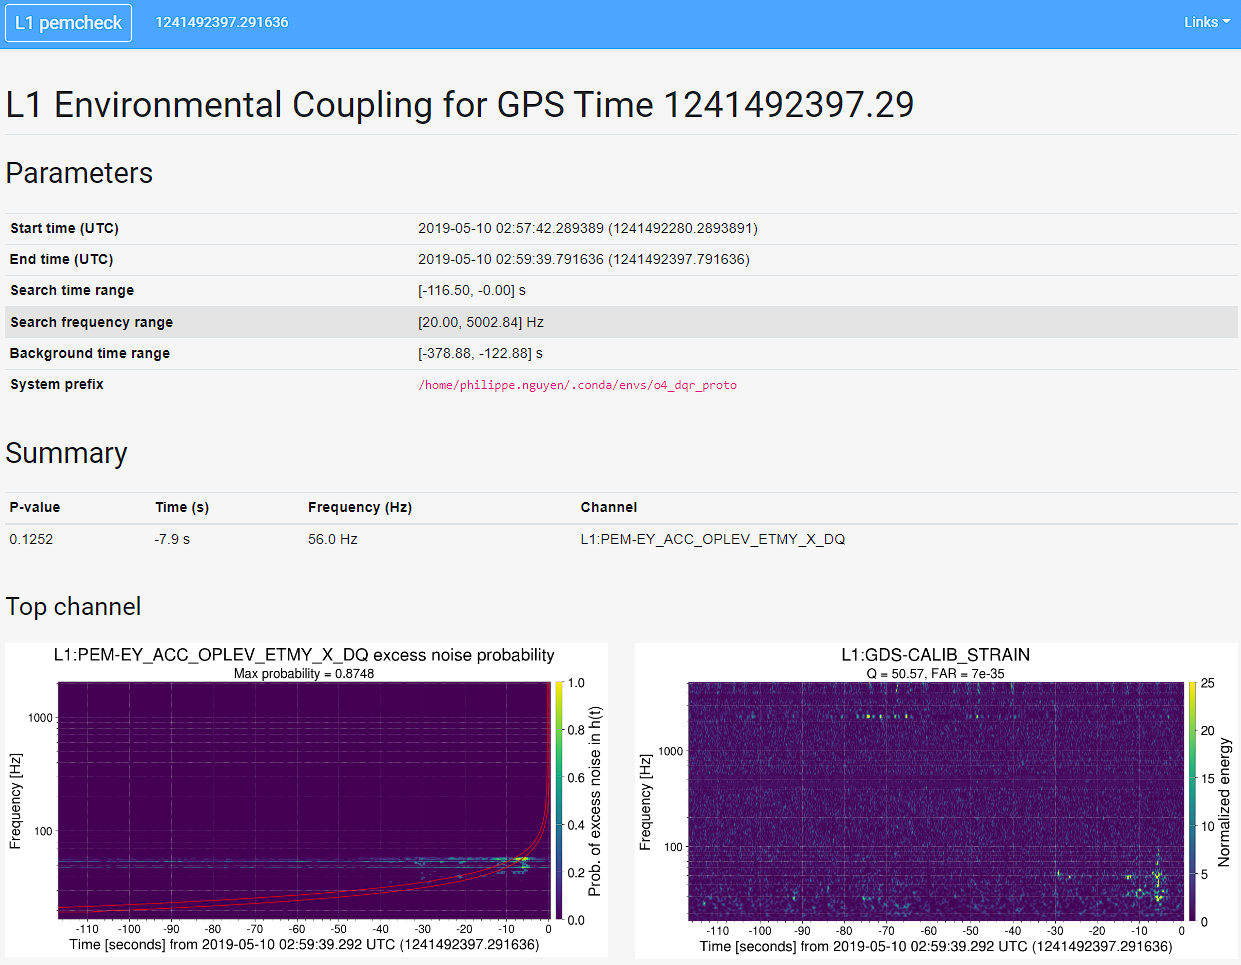 L1 pemcheck 1241492397.291636 Links
L1 Environmental Coupling for GPS Time 1241492397.29
Parameters
Start time (UTC) 2019-05-10 02:57:42.289389 (1241492280.2893891)
End time (UTC) 2019-05-10 02:59:39.791636 (1241492397.791636)
Search time range [-116.50, -0.00] s
Search frequency range [20.00, 5002.84] Hz
Background time range [-378.88, -122.88] s
System prefix /home/philippe.nguyen/.conda/envs/o4_dqr_proto
Summary
P-value Time (s) Frequency (Hz) Channel
0.1252 -7.9 s 56.0 Hz L1:PEM-EY_ACC_OPLEV_ETMY_X_DQ
Top channel
L1:PEM-EY_ACC_OPLEV_ETMY_X_DQ excess noise probability
Max probability = 0.8748
Frequency [Hz]
1000
100
-110 -100 -90 -80 -70 -60 -50 -40 -30 -20 -10 0
Time [seconds] from 2019-05-10 02:59:39.292 UTC (1241492397.291636)
1.0
0.8
0.6
0.4
0.2
0.0
Prob. of excess noise in h(t)
L1:GDS-CALIB_STRAIN
Q = 50.57, FAR = 7e-35
Frequency [Hz]
1000
100
-110 -100 -90 -80 -70 -60 -50 -40 -30 -20 -10 0
Time [seconds] from 2019-05-10 02:59:39.292 UTC (1241492397.291636)
25
20
15
10
5
0
Normalized energy